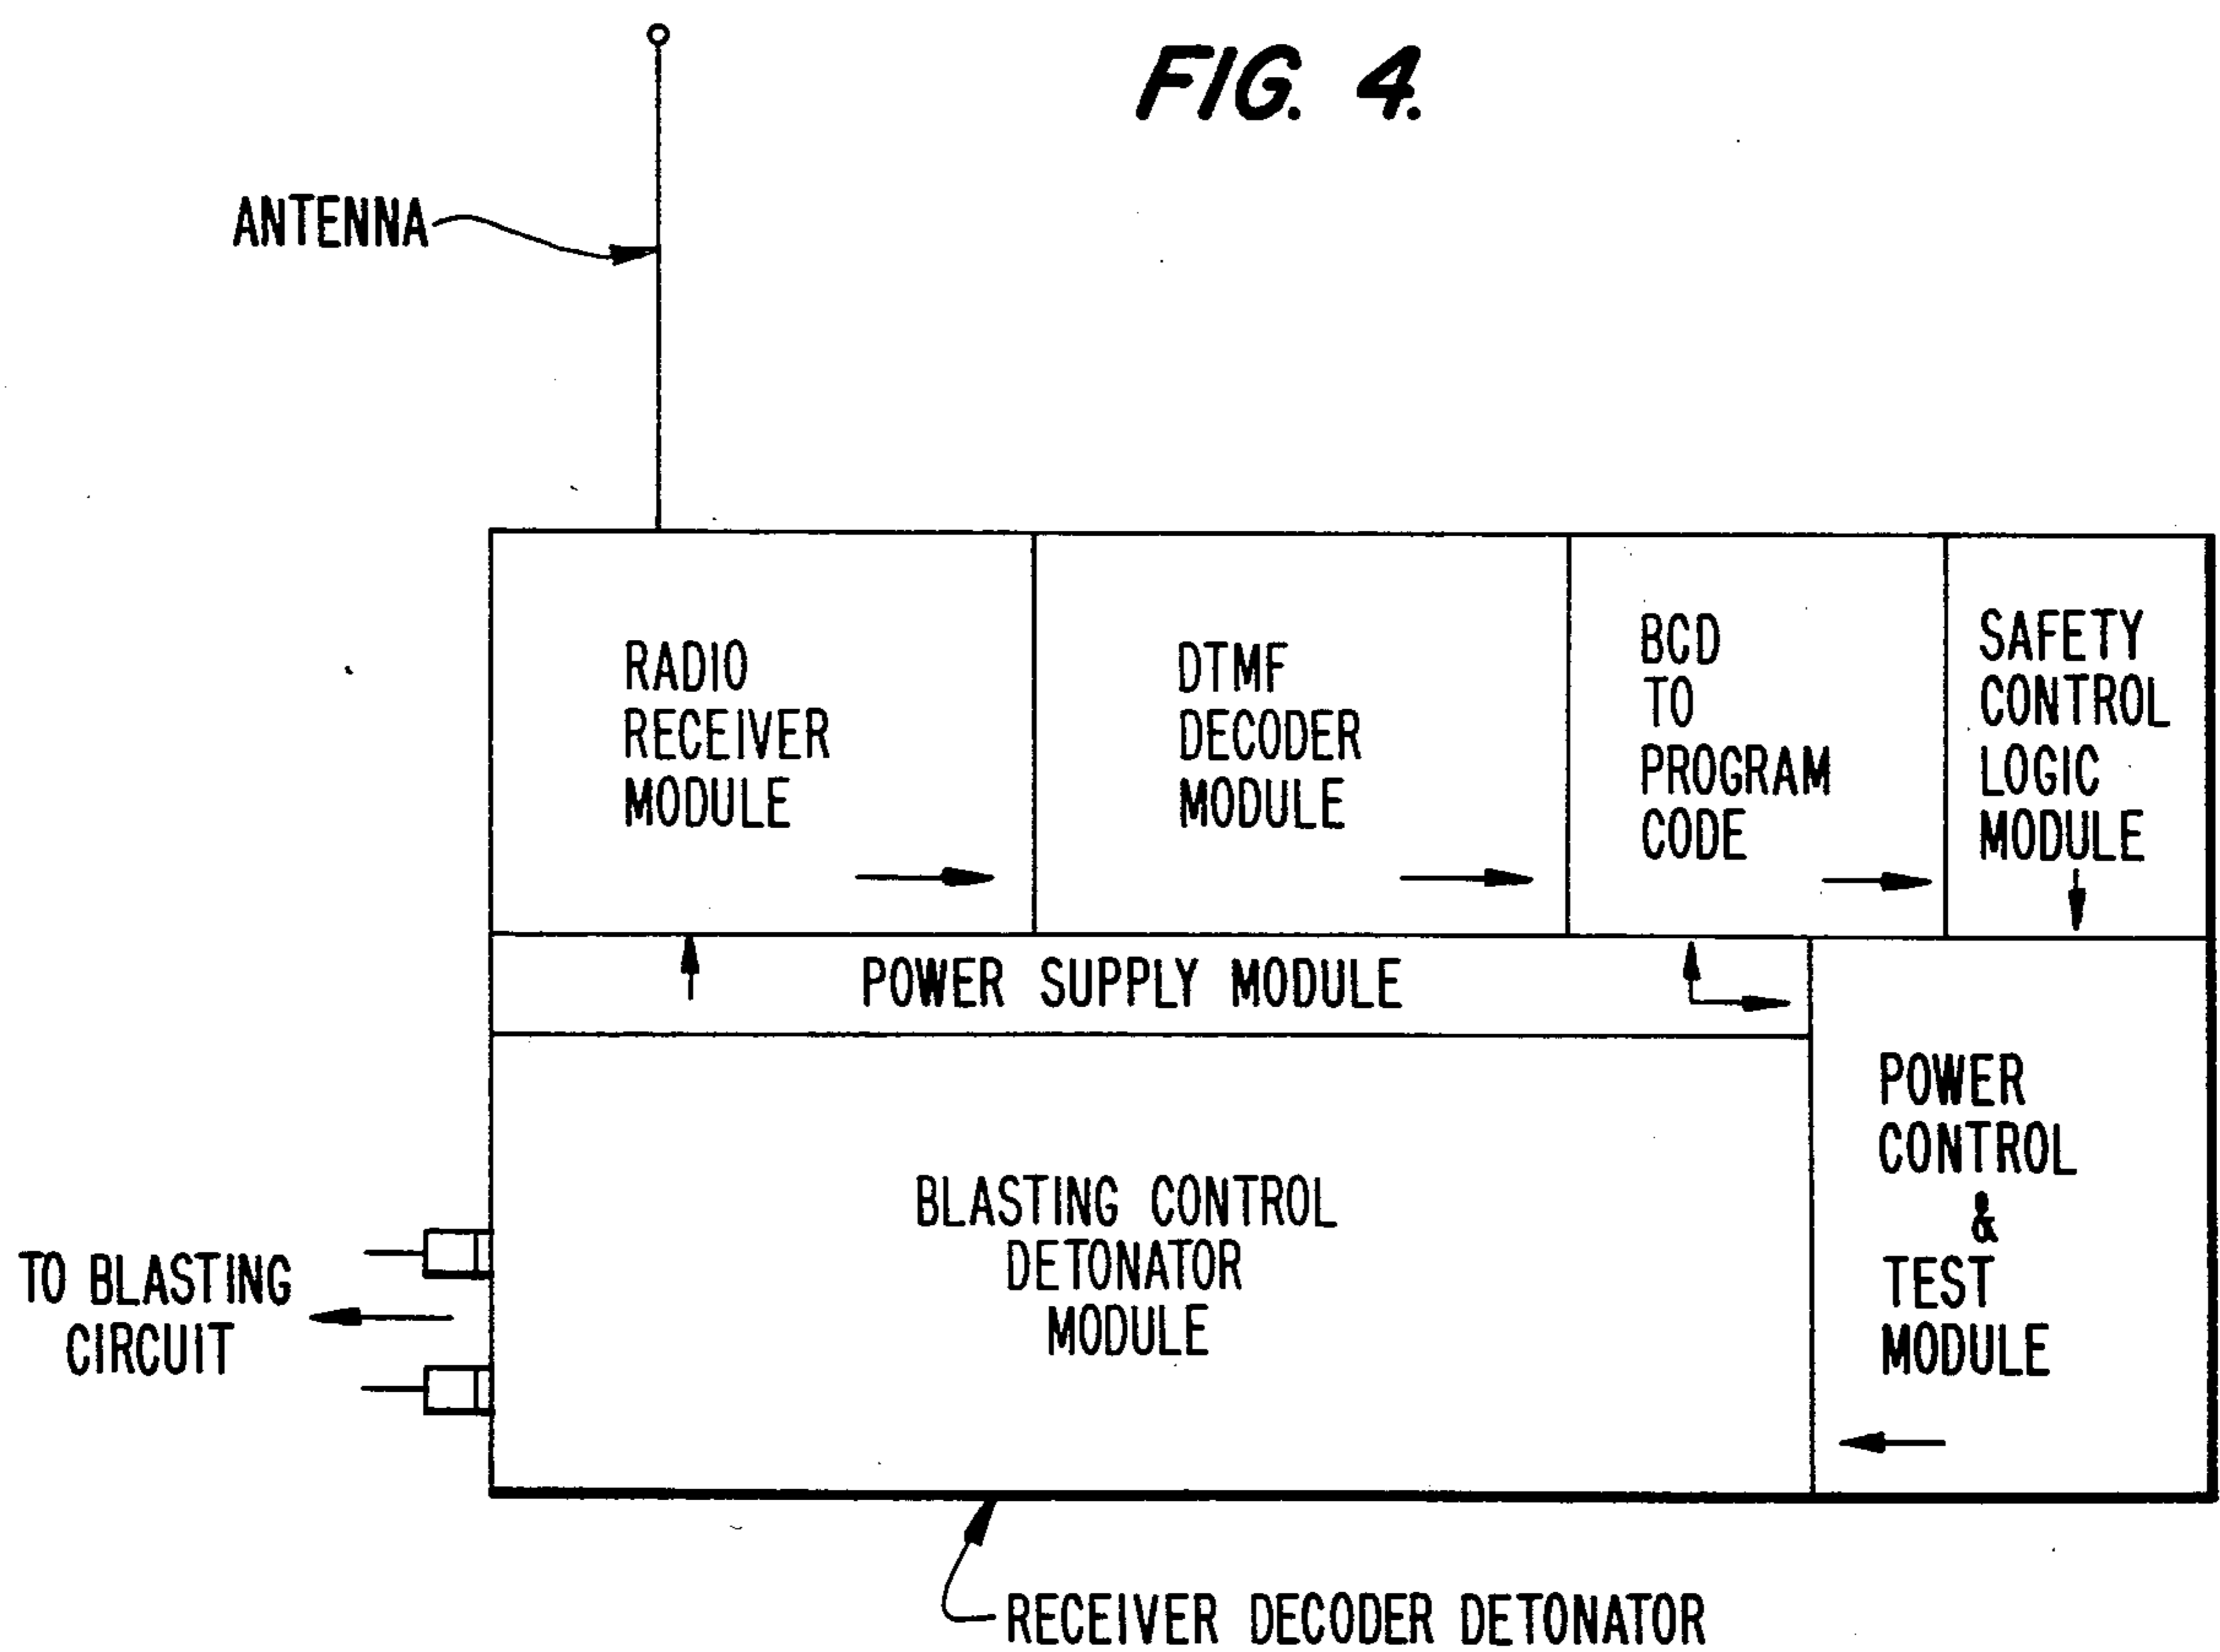 FIG. 4.
ANTENNA
RADIO
RECEIVER
MODULE
DTMF
DECODER
MODULE
BCD
TO
PROGRAM
CODE
SAFETY
CONTROL
LOGIC
MODULE
POWER SUPPLY MODULE
BLASTING CONTROL
DETONATOR
MODULE
POWER
CONTROL
&
TEST
MODULE
TO BLASTING
CIRCUIT
RECEIVER DECODER DETONATOR